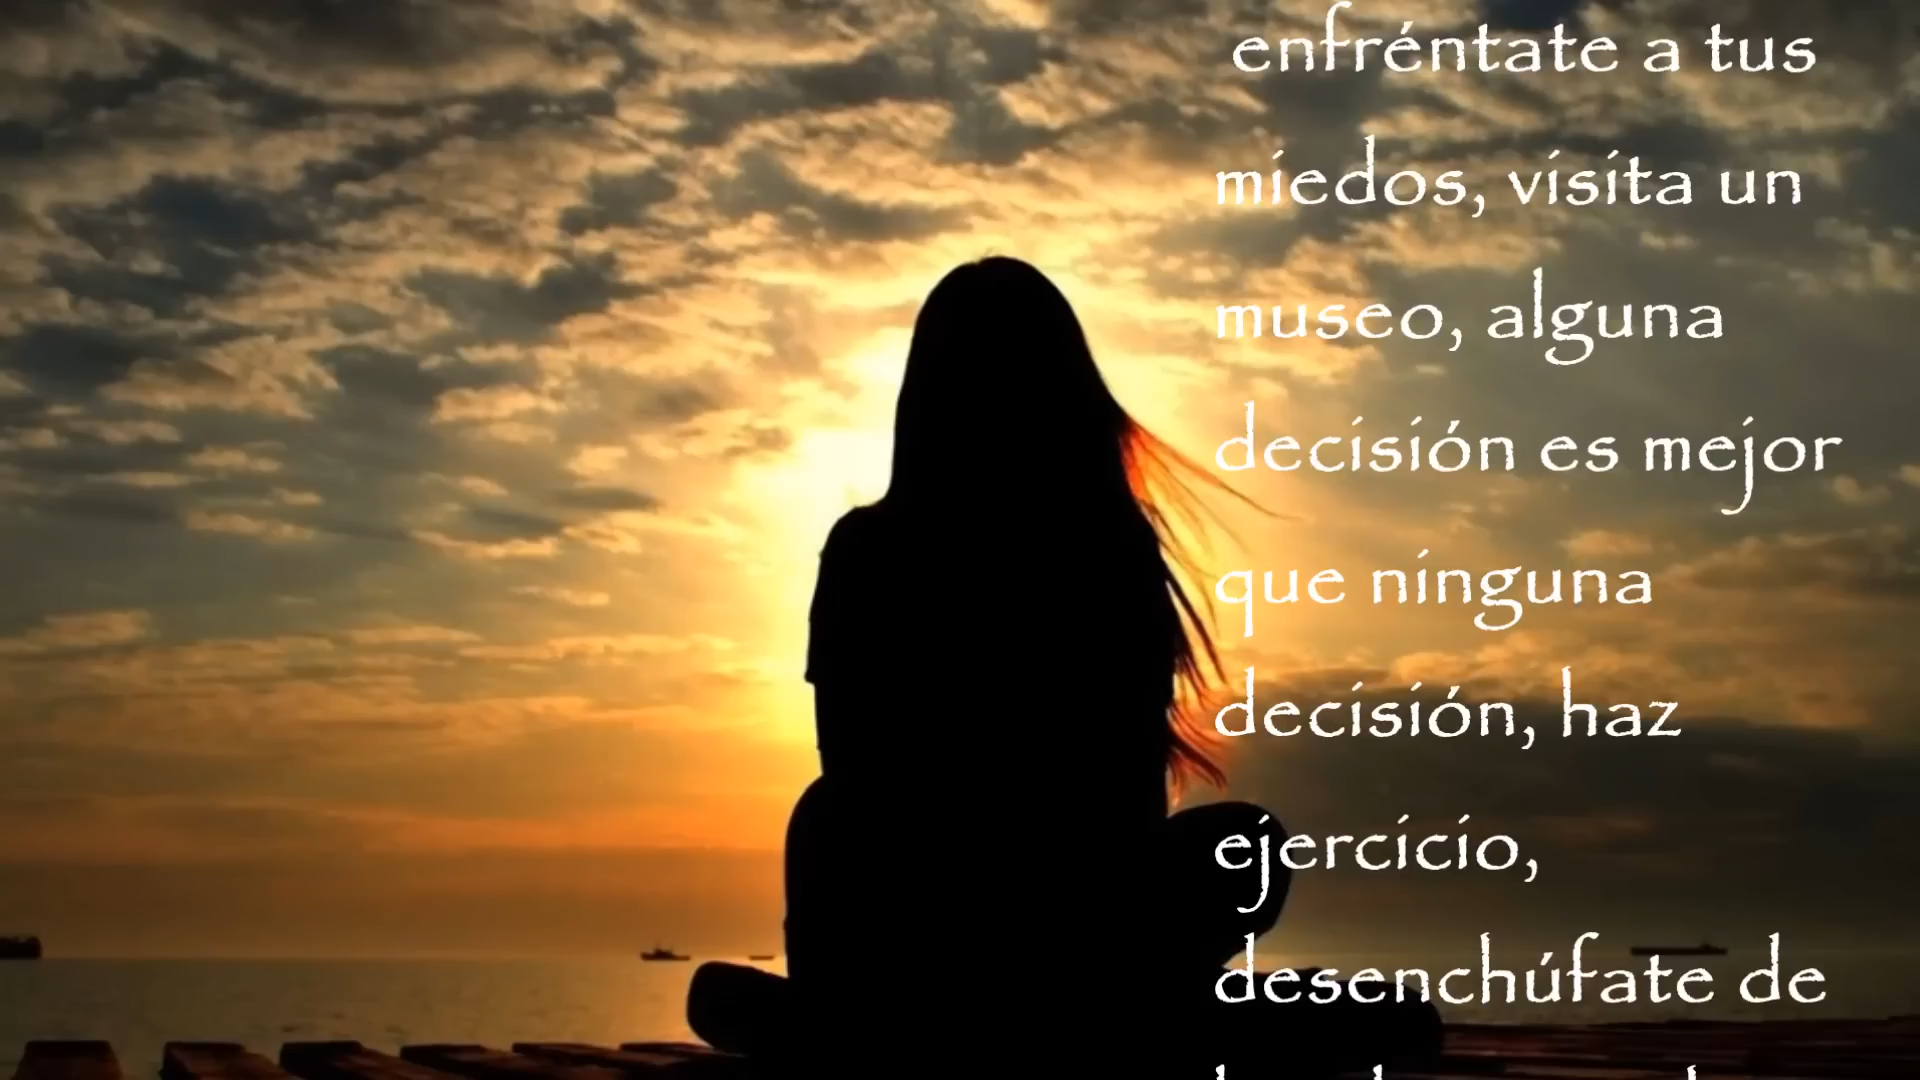 enfréntate a tus
miedos, visita un
museo, alguna
decisión es mejor
que ninguna
decisión, haz
ejercicio,
desenchúfate de